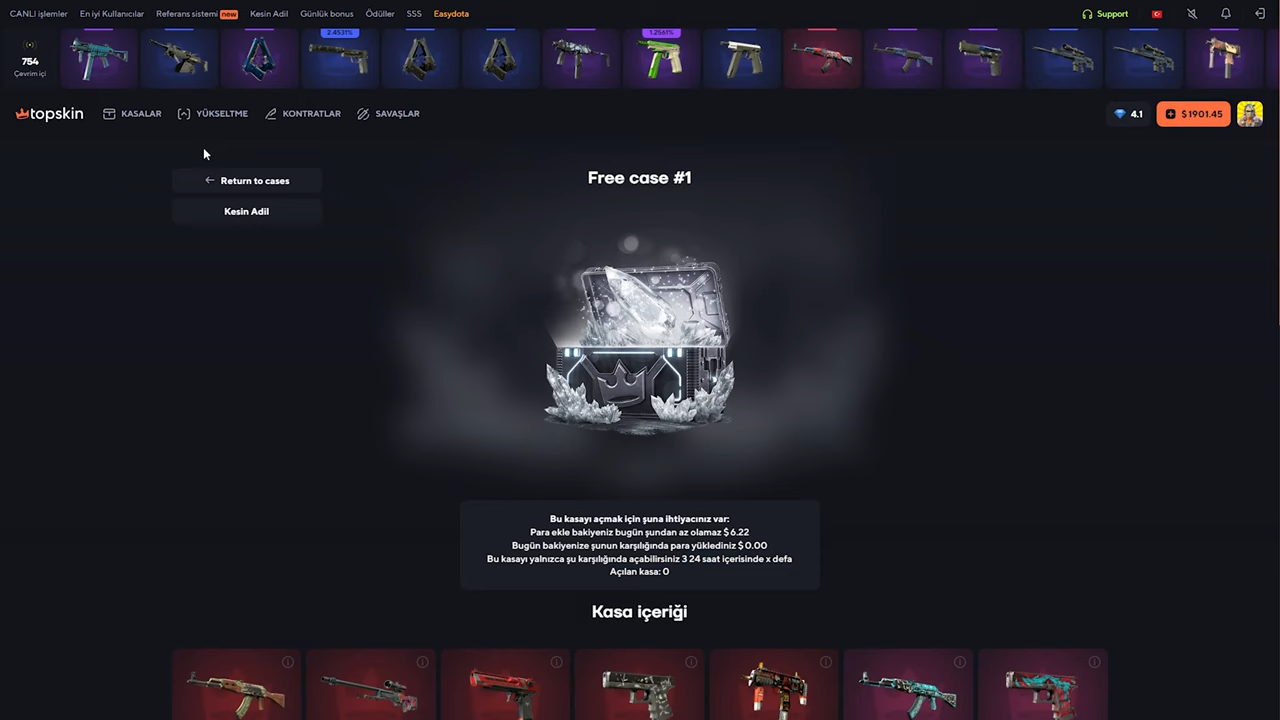 CANLI işlemler En iyi Kullanıcılar Referans sistemi new Kesin Adil Günlük bonus Ödüller SSS Easydota Support
754
Çevrim içi
2.4531%
1.2561%
topskin KASALAR YÜKSELTME KONTRATLAR SAVAŞLAR 4.1 $1901.45
← Return to cases
Kesin Adil
Free case #1
Bu kasayı açmak için şuna ihtiyacınız var:
Para ekle bakiyeniz bugün şundan az olamaz $6.22
Bugün bakiyenize şunun karşılığında para yüklediniz $0.00
Bu kasayı yalnızca şu karşılığında açabilirsiniz 3 24 saat içerisinde x defa
Açılan kasa: 0
Kasa içeriği